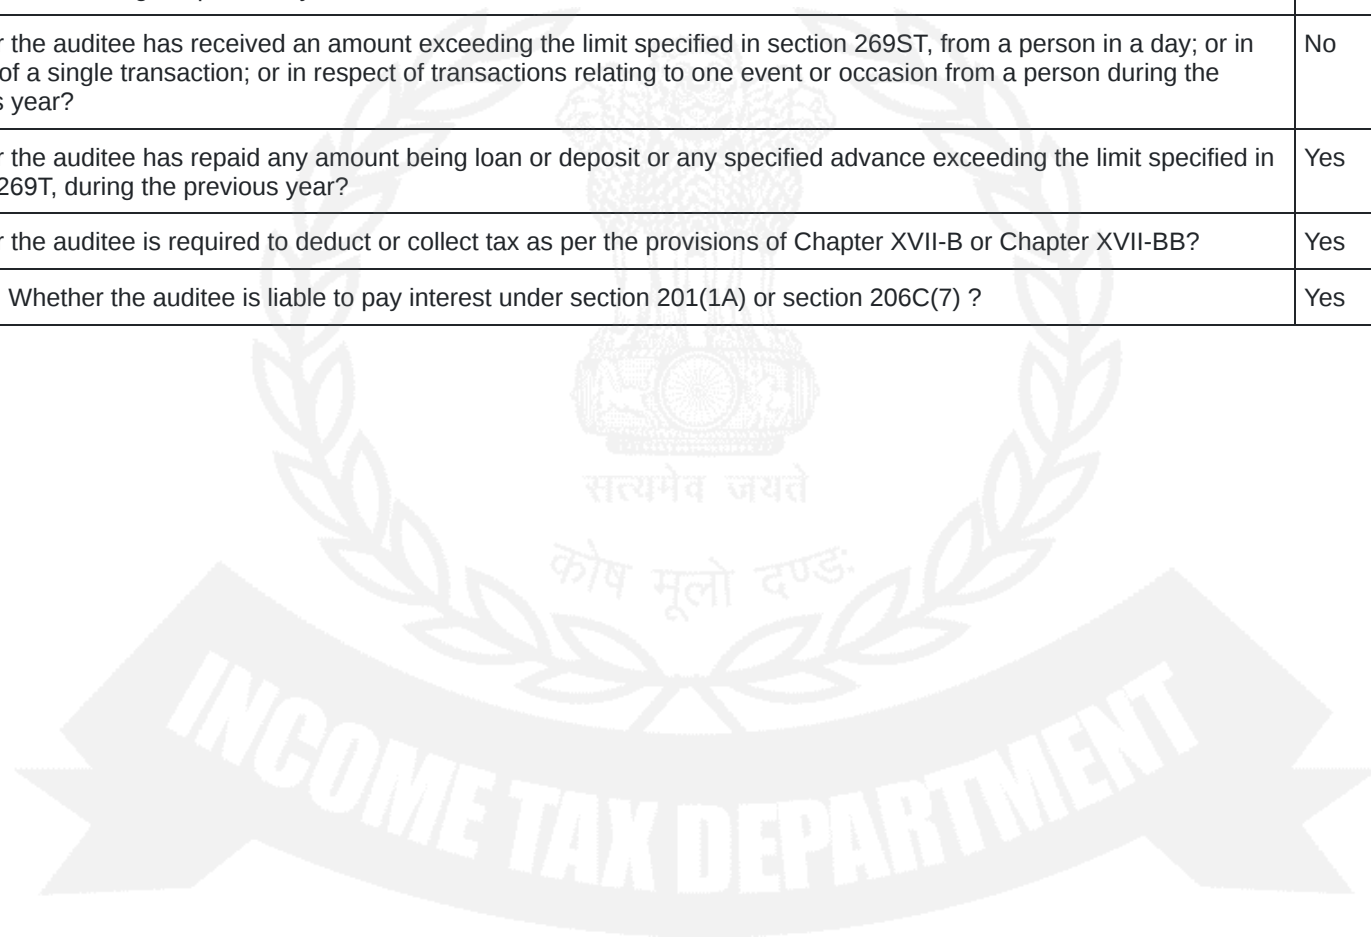 r the auditee has received an amount exceeding the limit specified in section 269ST, from a person in a day; or in No
of a single transaction; or in respect of transactions relating to one event or occasion from a person during the
s year?
r the auditee has repaid any amount being loan or deposit or any specified advance exceeding the limit specified in Yes
269T, during the previous year?
r the auditee is required to deduct or collect tax as per the provisions of Chapter XVII-B or Chapter XVII-BB? Yes
Whether the auditee is liable to pay interest under section 201(1A) or section 206C(7) ? Yes
सत्यमेव जयते
कोष मूलो दण्डः
INCOME TAX DEPARTMENT